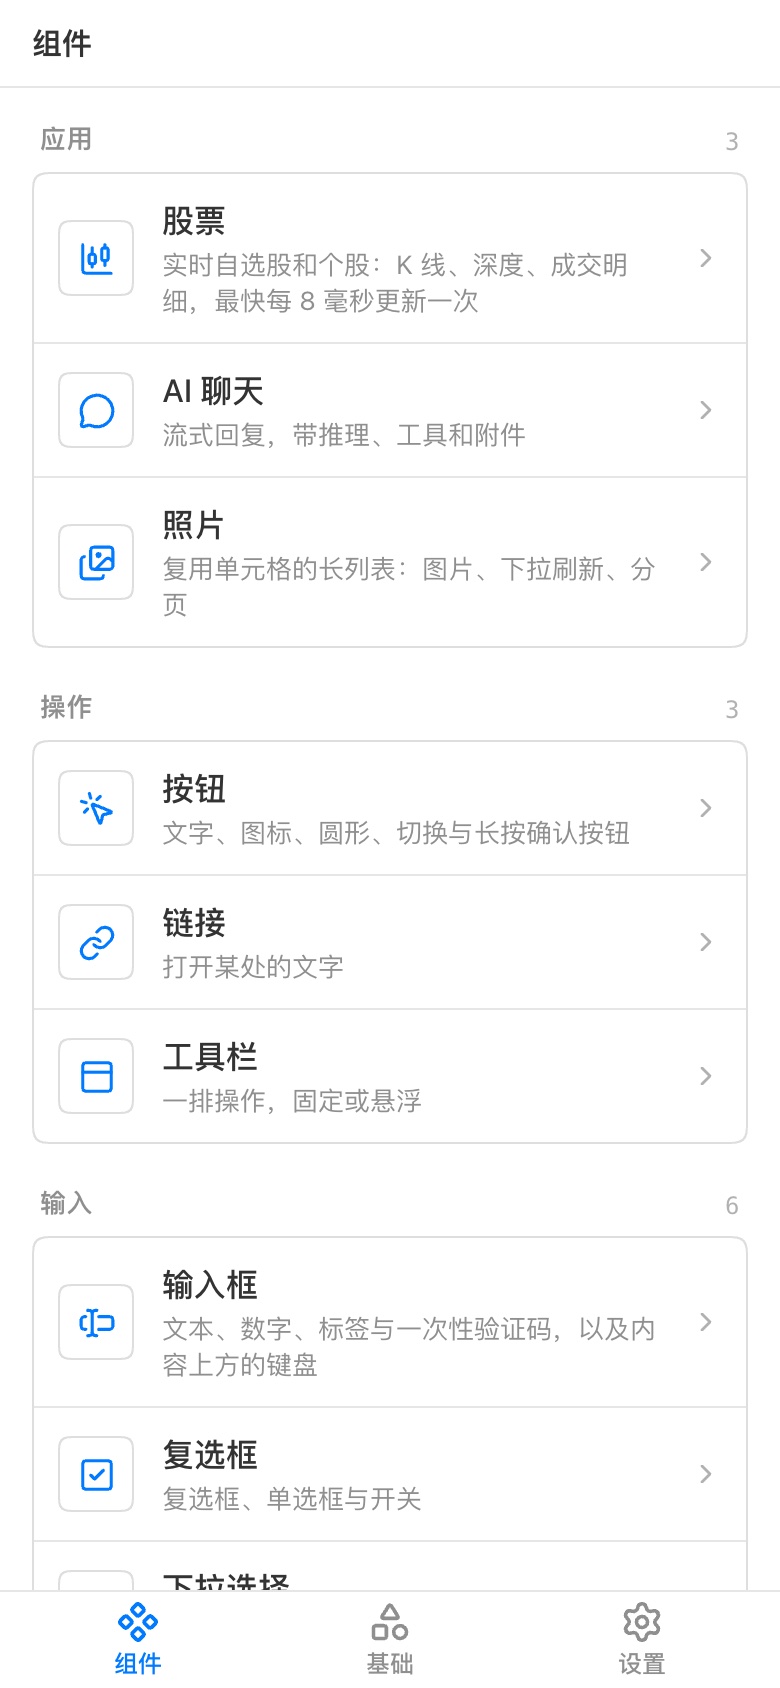 组件
应用
3
股票
实时自选股和个股：K 线、深度、成交明
细，最快每 8 毫秒更新一次
AI 聊天
流式回复，带推理、工具和附件
照片
复用单元格的长列表：图片、下拉刷新、分
页
操作
3
按钮
文字、图标、圆形、切换与长按确认按钮
链接
打开某处的文字
工具栏
一排操作，固定或悬浮
输入
6
输入框
文本、数字、标签与一次性验证码，以及内
容上方的键盘
复选框
复选框、单选框与开关
下拉选择
组件
基础
设置